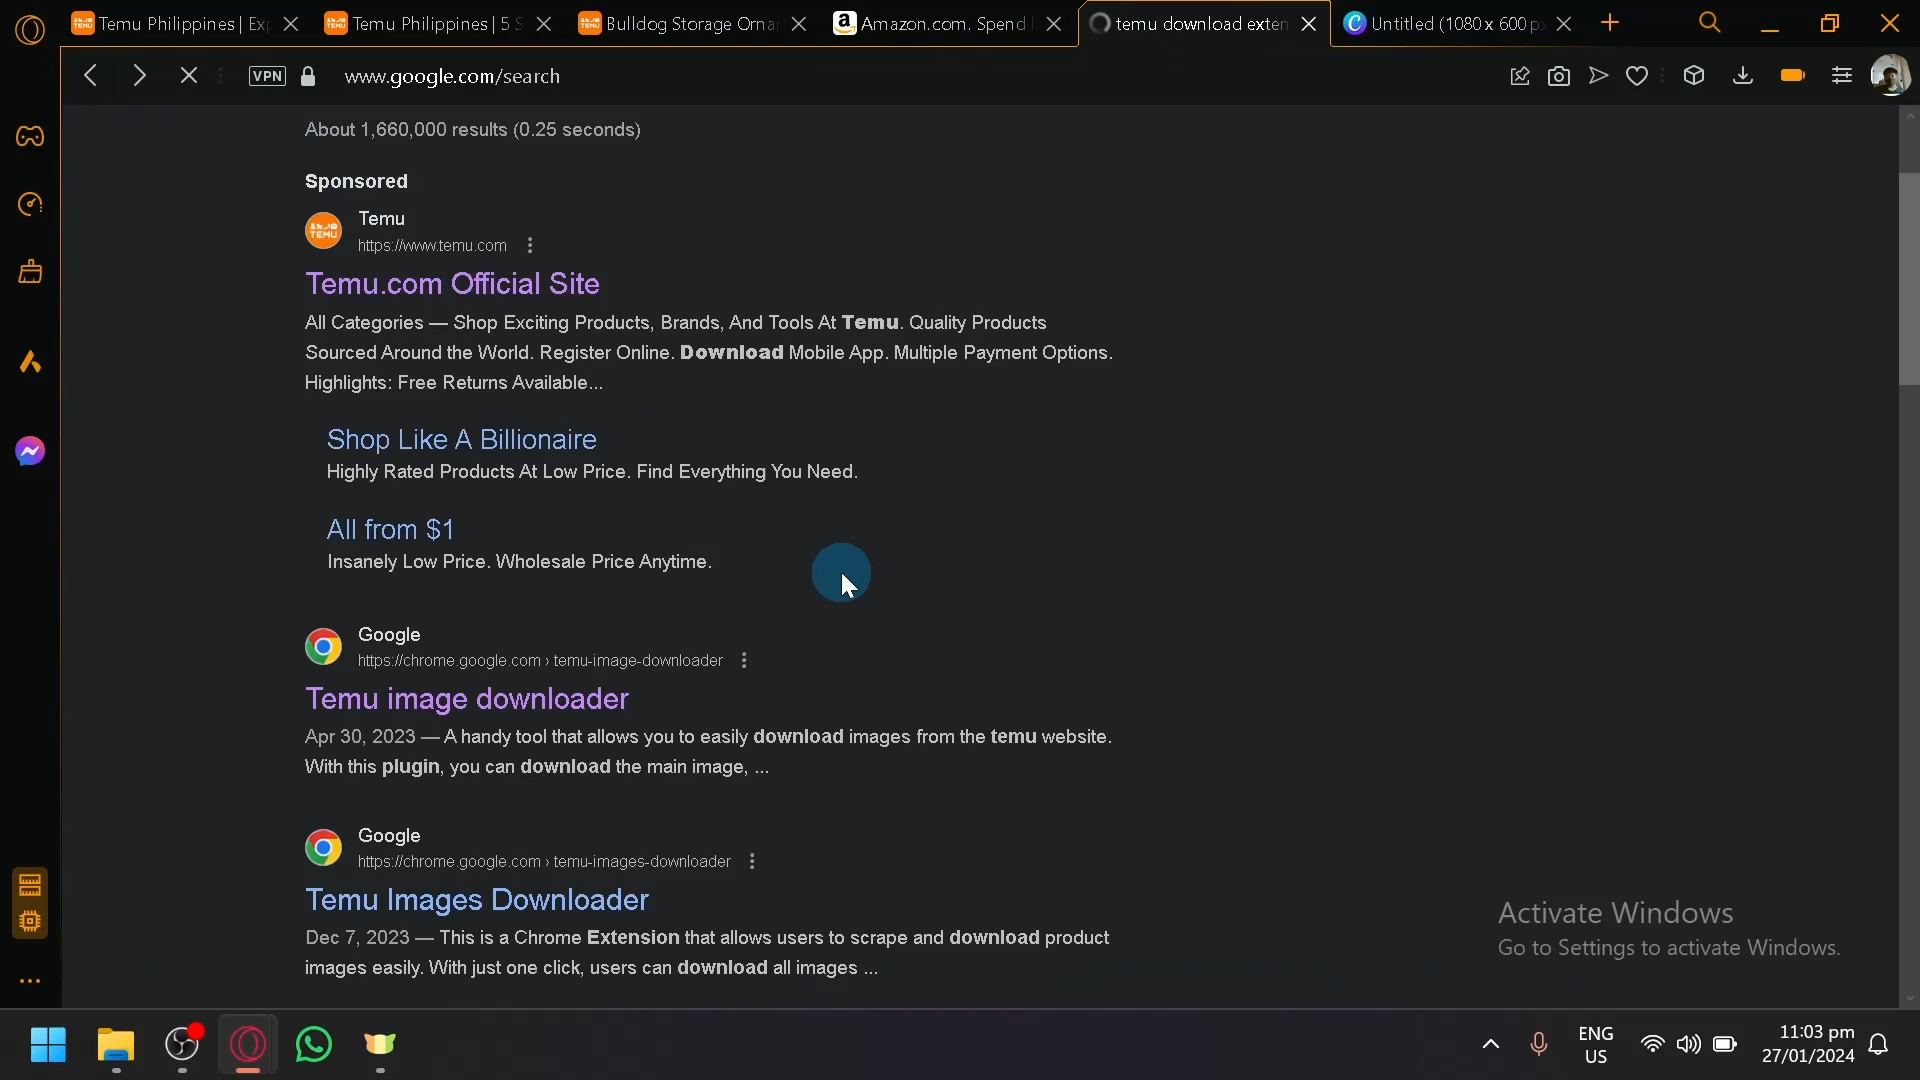 Temu Philippines | Ex
Temu Philippines | 5 S
Bulldog Storage Orna
Amazon.com. Spend l
temu download exten
Untitled (1080 x 600 px
VPN
www.google.com/search
About 1,660,000 results (0.25 seconds)
Sponsored
TEMU
Temu
https://www.temu.com
Temu.com Official Site
All Categories — Shop Exciting Products, Brands, And Tools At Temu. Quality Products
Sourced Around the World. Register Online. Download Mobile App. Multiple Payment Options.
Highlights: Free Returns Available...
Shop Like A Billionaire
Highly Rated Products At Low Price. Find Everything You Need.
All from $1
Insanely Low Price. Wholesale Price Anytime.
Google
https://chrome.google.com › temu-image-downloader
Temu image downloader
Apr 30, 2023 — A handy tool that allows you to easily download images from the temu website.
With this plugin, you can download the main image, ...
Google
https://chrome.google.com › temu-images-downloader
Temu Images Downloader
Dec 7, 2023 — This is a Chrome Extension that allows users to scrape and download product
images easily. With just one click, users can download all images ...
Activate Windows
Go to Settings to activate Windows.
ENG
US
11:03 pm
27/01/2024